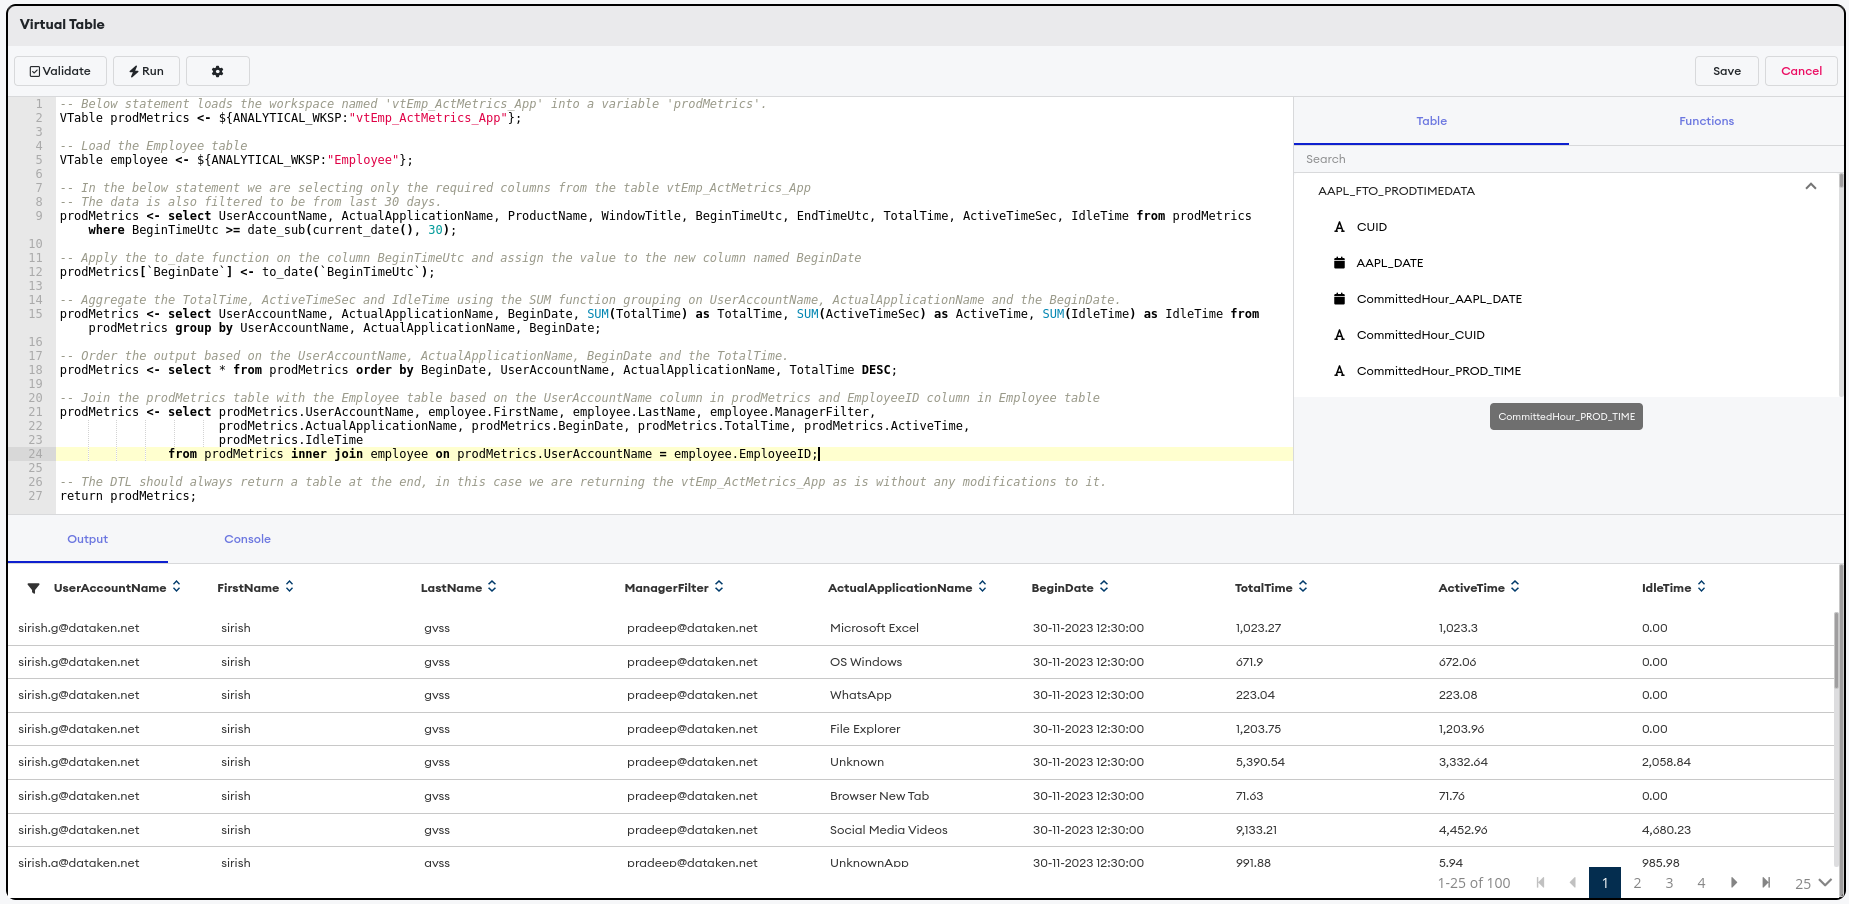 Virtual Table
Validate
Run
Save
Cancel
1 -- Below statement loads the workspace named 'vtEmp_ActMetrics_App' into a variable 'prodMetrics'.
2 VTable prodMetrics <- ${ANALYTICAL_WKSP:"vtEmp_ActMetrics_App"};
3
4 -- Load the Employee table
5 VTable employee <- ${ANALYTICAL_WKSP:"Employee"};
6
7 -- In the below statement we are selecting only the required columns from the table vtEmp_ActMetrics_App
8 -- The data is also filtered to be from last 30 days.
9 prodMetrics <- select UserAccountName, ActualApplicationName, ProductName, WindowTitle, BeginTimeUtc, EndTimeUtc, TotalTime, ActiveTimeSec, IdleTime from prodMetrics
where BeginTimeUtc >= date_sub(current_date(), 30);
10
11 -- Apply the to_date function on the column BeginTimeUtc and assign the value to the new column named BeginDate
12 prodMetrics[`BeginDate`] <- to_date(`BeginTimeUtc`);
13
14 -- Aggregate the TotalTime, ActiveTimeSec and IdleTime using the SUM function grouping on UserAccountName, ActualApplicationName and the BeginDate.
15 prodMetrics <- select UserAccountName, ActualApplicationName, BeginDate, SUM(TotalTime) as TotalTime, SUM(ActiveTimeSec) as ActiveTime, SUM(IdleTime) as IdleTime from
prodMetrics group by UserAccountName, ActualApplicationName, BeginDate;
16
17 -- Order the output based on the UserAccountName, ActualApplicationName, BeginDate and the TotalTime.
18 prodMetrics <- select * from prodMetrics order by BeginDate, UserAccountName, ActualApplicationName, TotalTime DESC;
19
20 -- Join the prodMetrics table with the Employee table based on the UserAccountName column in prodMetrics and EmployeeID column in Employee table
21 prodMetrics <- select prodMetrics.UserAccountName, employee.FirstName, employee.LastName, employee.ManagerFilter,
22 prodMetrics.ActualApplicationName, prodMetrics.BeginDate, prodMetrics.TotalTime, prodMetrics.ActiveTime,
23 prodMetrics.IdleTime
24 from prodMetrics inner join employee on prodMetrics.UserAccountName = employee.EmployeeID;
25
26 -- The DTL should always return a table at the end, in this case we are returning the vtEmp_ActMetrics_App as is without any modifications to it.
27 return prodMetrics;
Table Functions
Search
AAPL_FTO_PRODTIMEDATA
CUID
AAPL_DATE
CommittedHour_AAPL_DATE
CommittedHour_CUID
CommittedHour_PROD_TIME
CommittedHour_PROD_TIME
Output Console
UserAccountName FirstName LastName ManagerFilter ActualApplicationName BeginDate TotalTime ActiveTime IdleTime
sirish.g@dataken.net sirish gvss pradeep@dataken.net Microsoft Excel 30-11-2023 12:30:00 1,023.27 1,023.3 0.00
sirish.g@dataken.net sirish gvss pradeep@dataken.net OS Windows 30-11-2023 12:30:00 671.9 672.06 0.00
sirish.g@dataken.net sirish gvss pradeep@dataken.net WhatsApp 30-11-2023 12:30:00 223.04 223.08 0.00
sirish.g@dataken.net sirish gvss pradeep@dataken.net File Explorer 30-11-2023 12:30:00 1,203.75 1,203.96 0.00
sirish.g@dataken.net sirish gvss pradeep@dataken.net Unknown 30-11-2023 12:30:00 5,390.54 3,332.64 2,058.84
sirish.g@dataken.net sirish gvss pradeep@dataken.net Browser New Tab 30-11-2023 12:30:00 71.63 71.76 0.00
sirish.g@dataken.net sirish gvss pradeep@dataken.net Social Media Videos 30-11-2023 12:30:00 9,133.21 4,452.96 4,680.23
sirish.g@dataken.net sirish gvss pradeep@dataken.net UnknownApp 30-11-2023 12:30:00 991.88 5.94 985.98
1-25 of 100 1 2 3 4 25